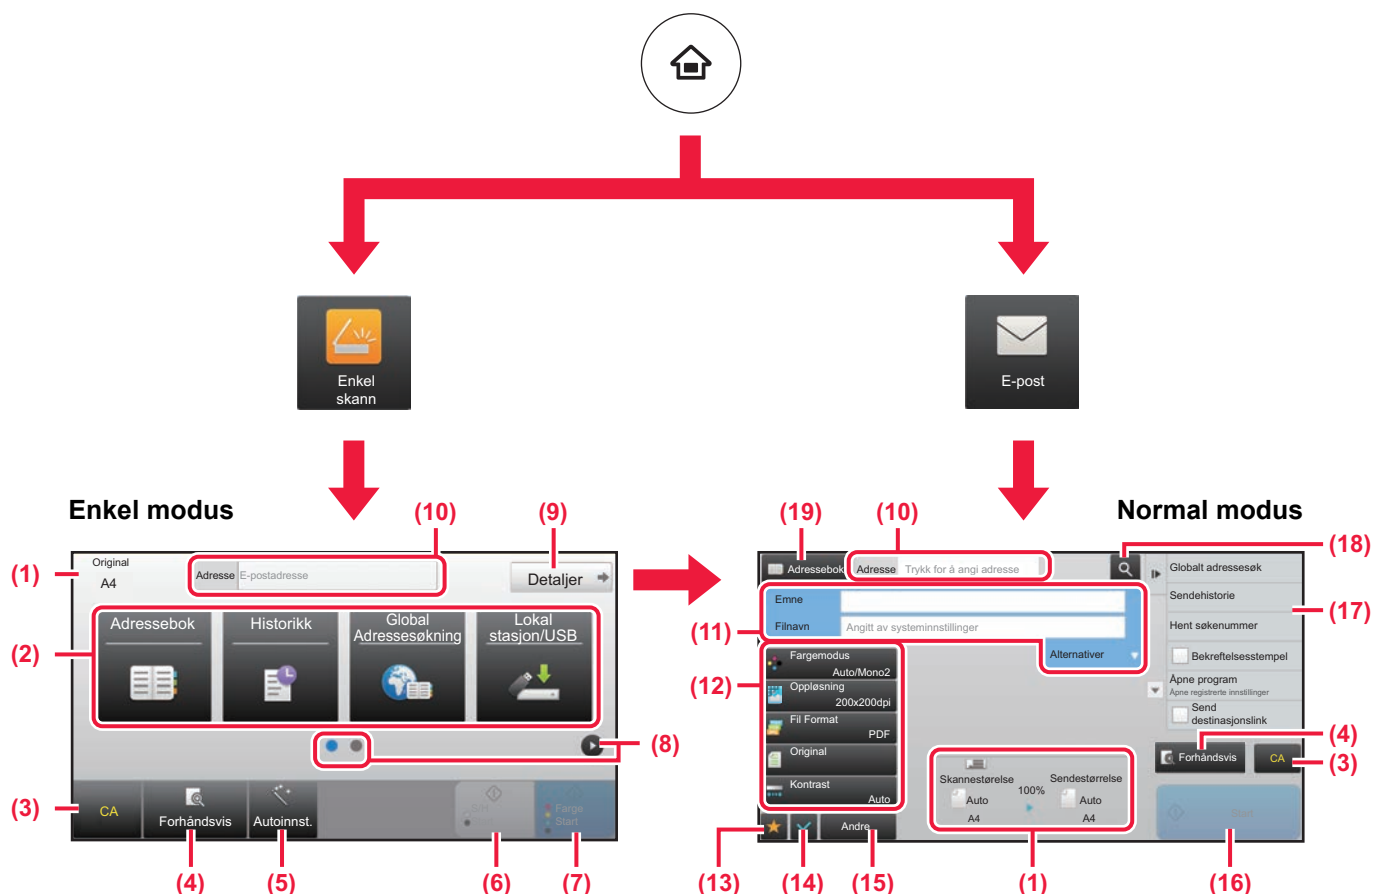 Enkel
skann
E-post
Enkel modus
(10)
(9)
Original
(1)
A4
Adresse
E-postadresse
Detaljer
(2)
Adressebok
Historikk
Global
Adressesøkning
Lokal
stasjon/USB
(8)
(3)
CA
Forhåndsvis
Autoinnst.
Farge
Start
(4)
(5)
(6)
(7)
Normal modus
(19)
(10)
(18)
Adressebok
Adresse
Trykk for å angi adresse
Globalt adressesøk
Emne
Sendehistorie
(17)
(11)
Filnavn
Angitt av systeminnstillinger
Hent søkenummer
Alternativer
Bekreftelsesstempel
(12)
Fargemodus
Auto/Mono2
Åpne program
Åpne registrerte innstillinger
Oppløsning
200x200dpi
Send
destinasjonslink
Fil Format
PDF
(4)
Original
Forhåndsvis
CA
(3)
Kontrast
Auto
Skannestørelse
100%
Sendestørrelse
Auto
Auto
A4
A4
Andre
Start
(13)
(14)
(15)
(1)
(16)